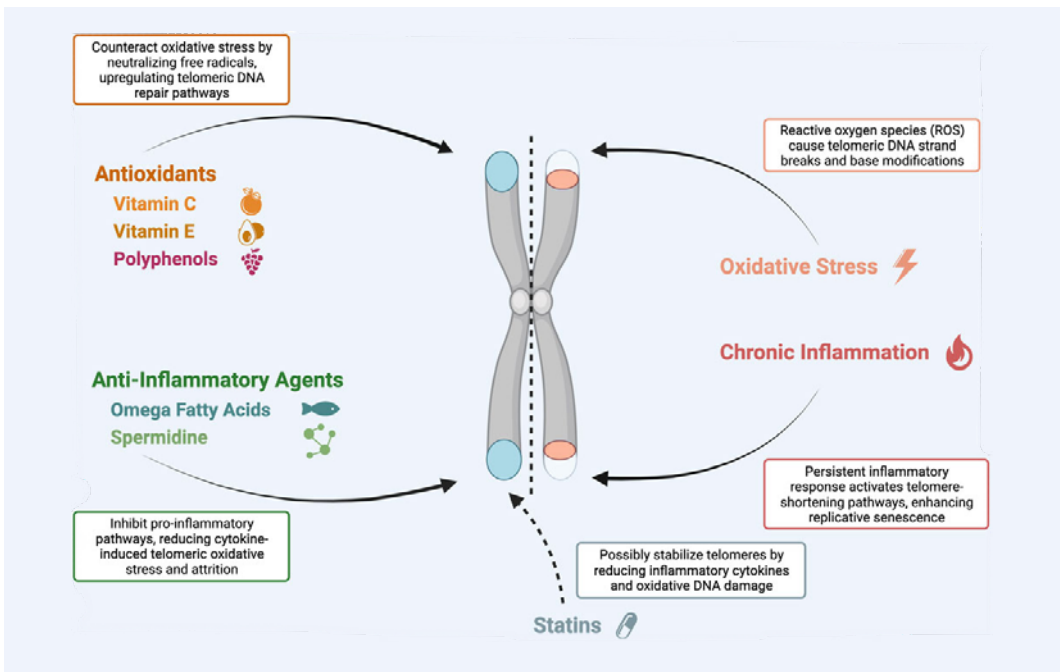 Counteract oxidative stress by
neutralizing free radicals,
upregulating telomeric DNA
repair pathways
Antioxidants
Vitamin C
Vitamin E
Polyphenols
Anti-Inflammatory Agents
Omega Fatty Acids
Spermidine
Inhibit pro-inflammatory
pathways, reducing cytokine-
induced telomeric oxidative
stress and attrition
Reactive oxygen species (ROS)
cause telomeric DNA strand
breaks and base modifications
Oxidative Stress
Chronic Inflammation
Persistent inflammatory
response activates telomere-
shortening pathways, enhancing
replicative senescence
Possibly stabilize telomeres by
reducing inflammatory cytokines
and oxidative DNA damage
Statins